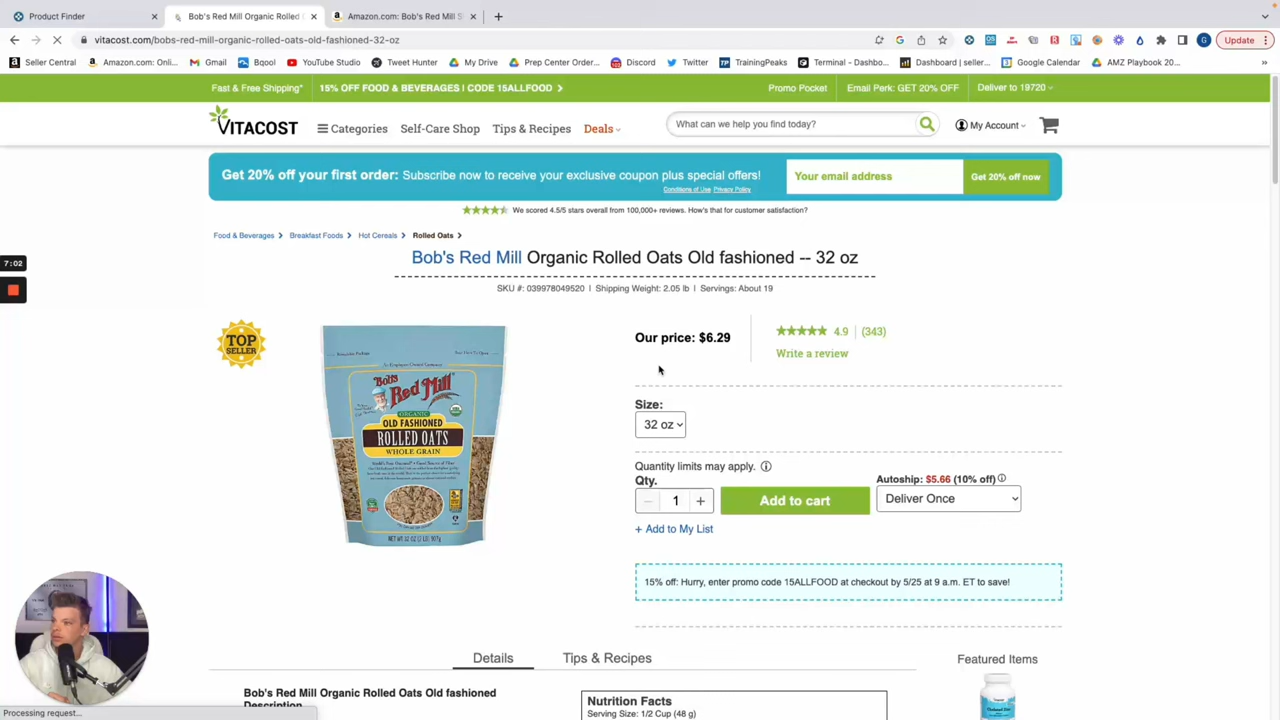 Product Finder
Bob's Red Mill Organic Rolled
Amazon.com: Bob's Red Mill S
vitacost.com/bobs-red-mill-organic-rolled-oats-old-fashioned-32-oz
G
Update
Seller Central
Amazon.com: Onli...
Gmail
Bqool
YouTube Studio
Tweet Hunter
My Drive
Prep Center Order...
Discord
Twitter
TrainingPeaks
Terminal - Dashbo...
Dashboard | seller...
Google Calendar
AMZ Playbook 20...
Fast & Free Shipping*
15% OFF FOOD & BEVERAGES | CODE 15ALLFOOD
Promo Pocket
Email Perk: GET 20% OFF
Deliver to 19720
VITACOST
Categories
Self-Care Shop
Tips & Recipes
Deals
What can we help you find today?
My Account
Get 20% off your first order: Subscribe now to receive your exclusive coupon plus special offers!
Conditions of Use Privacy Policy
Your email address
Get 20% off now
We scored 4.5/5 stars overall from 100,000+ reviews. How's that for customer satisfaction?
Food & Beverages
Breakfast Foods
Hot Cereals
Rolled Oats
7:02
Bob's Red Mill Organic Rolled Oats Old fashioned -- 32 oz
SKU #: 039978049520 | Shipping Weight: 2.05 lb | Servings: About 19
TOP
SELLER
Bob's
Red Mill
ORGANIC
OLD FASHIONED
ROLLED OATS
WHOLE GRAIN
NET WT 32 OZ (2 LB) 907g
Our price: $6.29
4.9
(343)
Write a review
Size:
32 oz
Quantity limits may apply.
Qty.
1
Add to cart
Autoship: $5.66 (10% off)
Deliver Once
+ Add to My List
15% off: Hurry, enter promo code 15ALLFOOD at checkout by 5/25 at 9 a.m. ET to save!
Details
Tips & Recipes
Featured Items
Bob's Red Mill Organic Rolled Oats Old fashioned
Description
Nutrition Facts
Serving Size: 1/2 Cup (48 g)
Processing request...